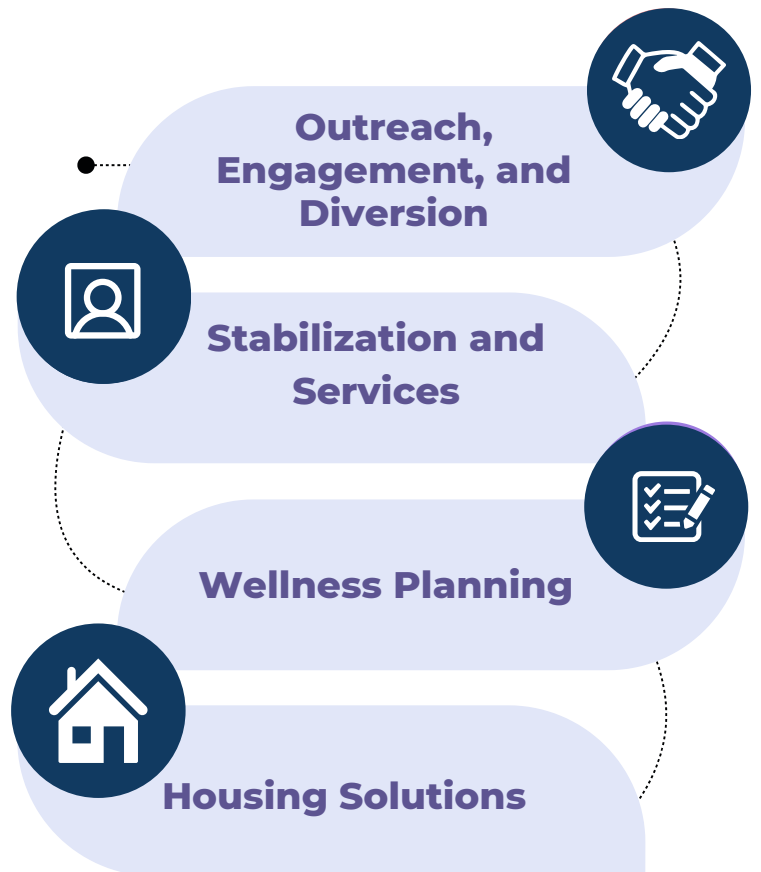 Outreach,
Engagement, and
Diversion
Stabilization and
Services
Wellness Planning
Housing Solutions